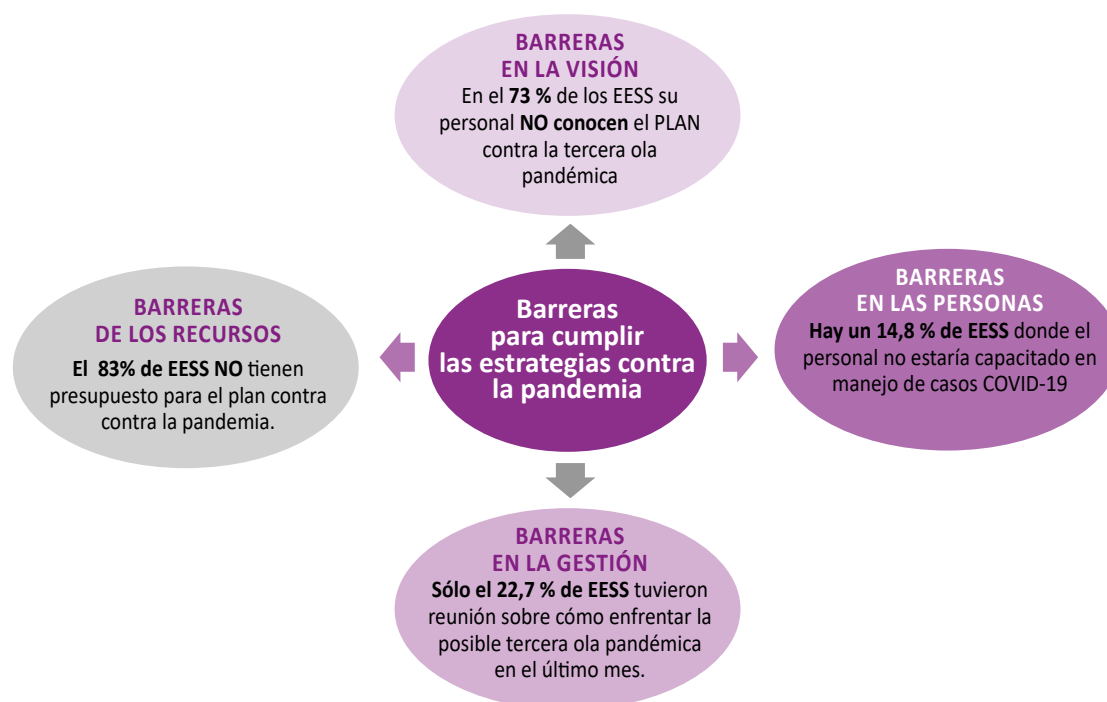 BARRERAS
EN LA VISIÓN
En el 73 % de los EESS su
personal NO conocen el PLAN
contra la tercera ola
pandémica
BARRERAS
DE LOS RECURSOS
El 83% de EESS NO tienen
presupuesto para el plan contra
contra la pandemia.
Barreras
para cumplir
las estrategias contra
la pandemia
BARRERAS
EN LAS PERSONAS
Hay un 14,8 % de EESS donde el
personal no estaría capacitado en
manejo de casos COVID-19
BARRERAS
EN LA GESTIÓN
Sólo el 22,7 % de EESS tuvieron
reunión sobre cómo enfrentar la
posible tercera ola pandémica
en el último mes.